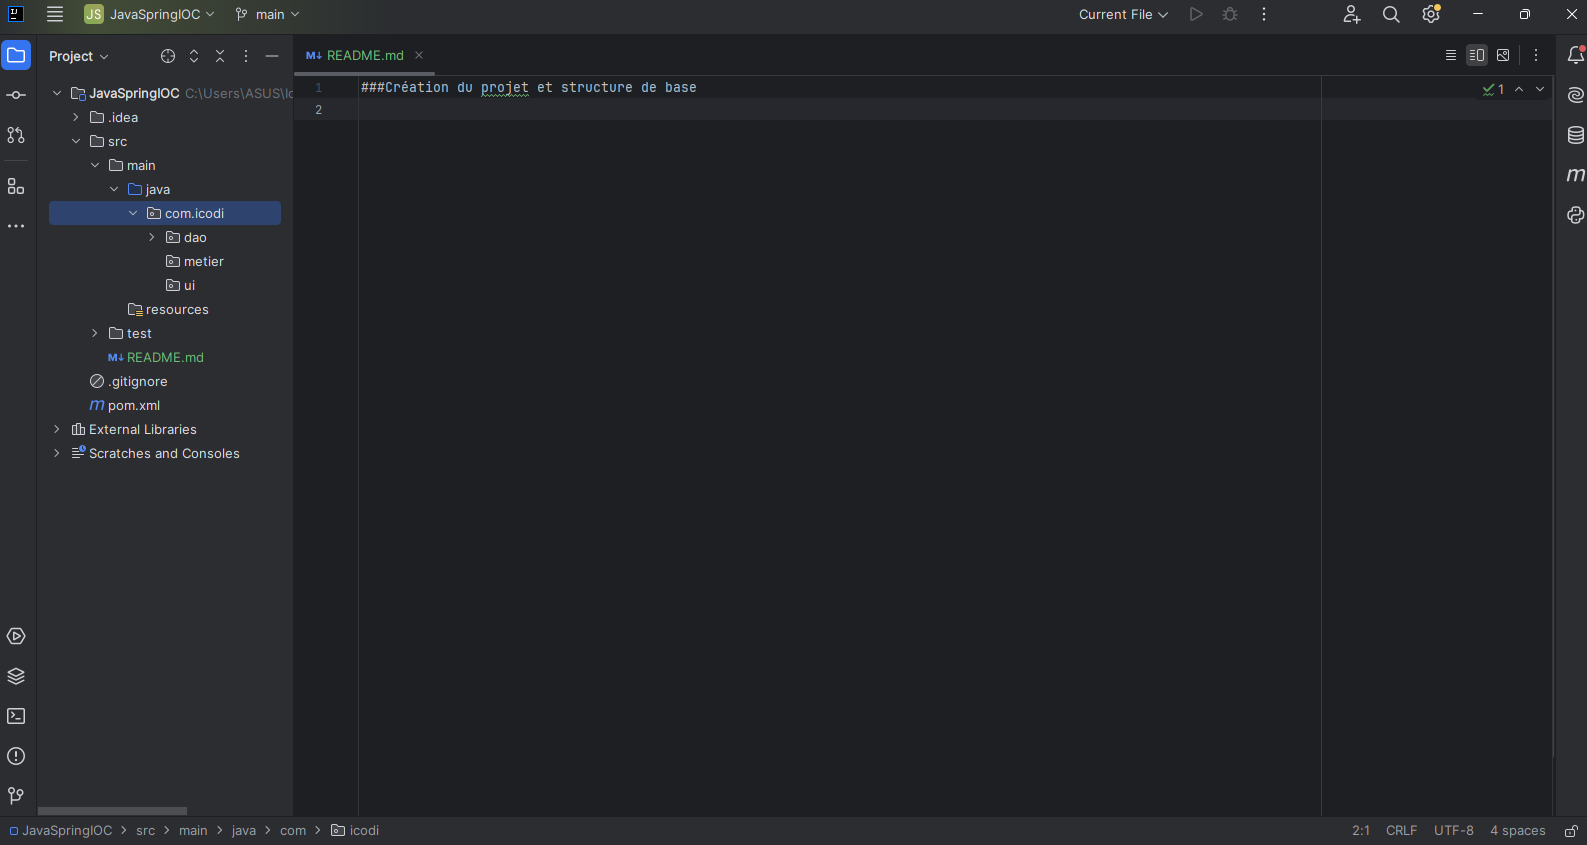 JS JavaSpringIOC main Current File
Project
README.md
JavaSpringIOC C:\Users\ASUS\Ic
.idea
src
main
java
com.icodi
dao
metier
ui
resources
test
README.md
.gitignore
pom.xml
External Libraries
Scratches and Consoles
1 ###Création du projet et structure de base
2
1
JavaSpringIOC > src > main > java > com > icodi
2:1 CRLF UTF-8 4 spaces